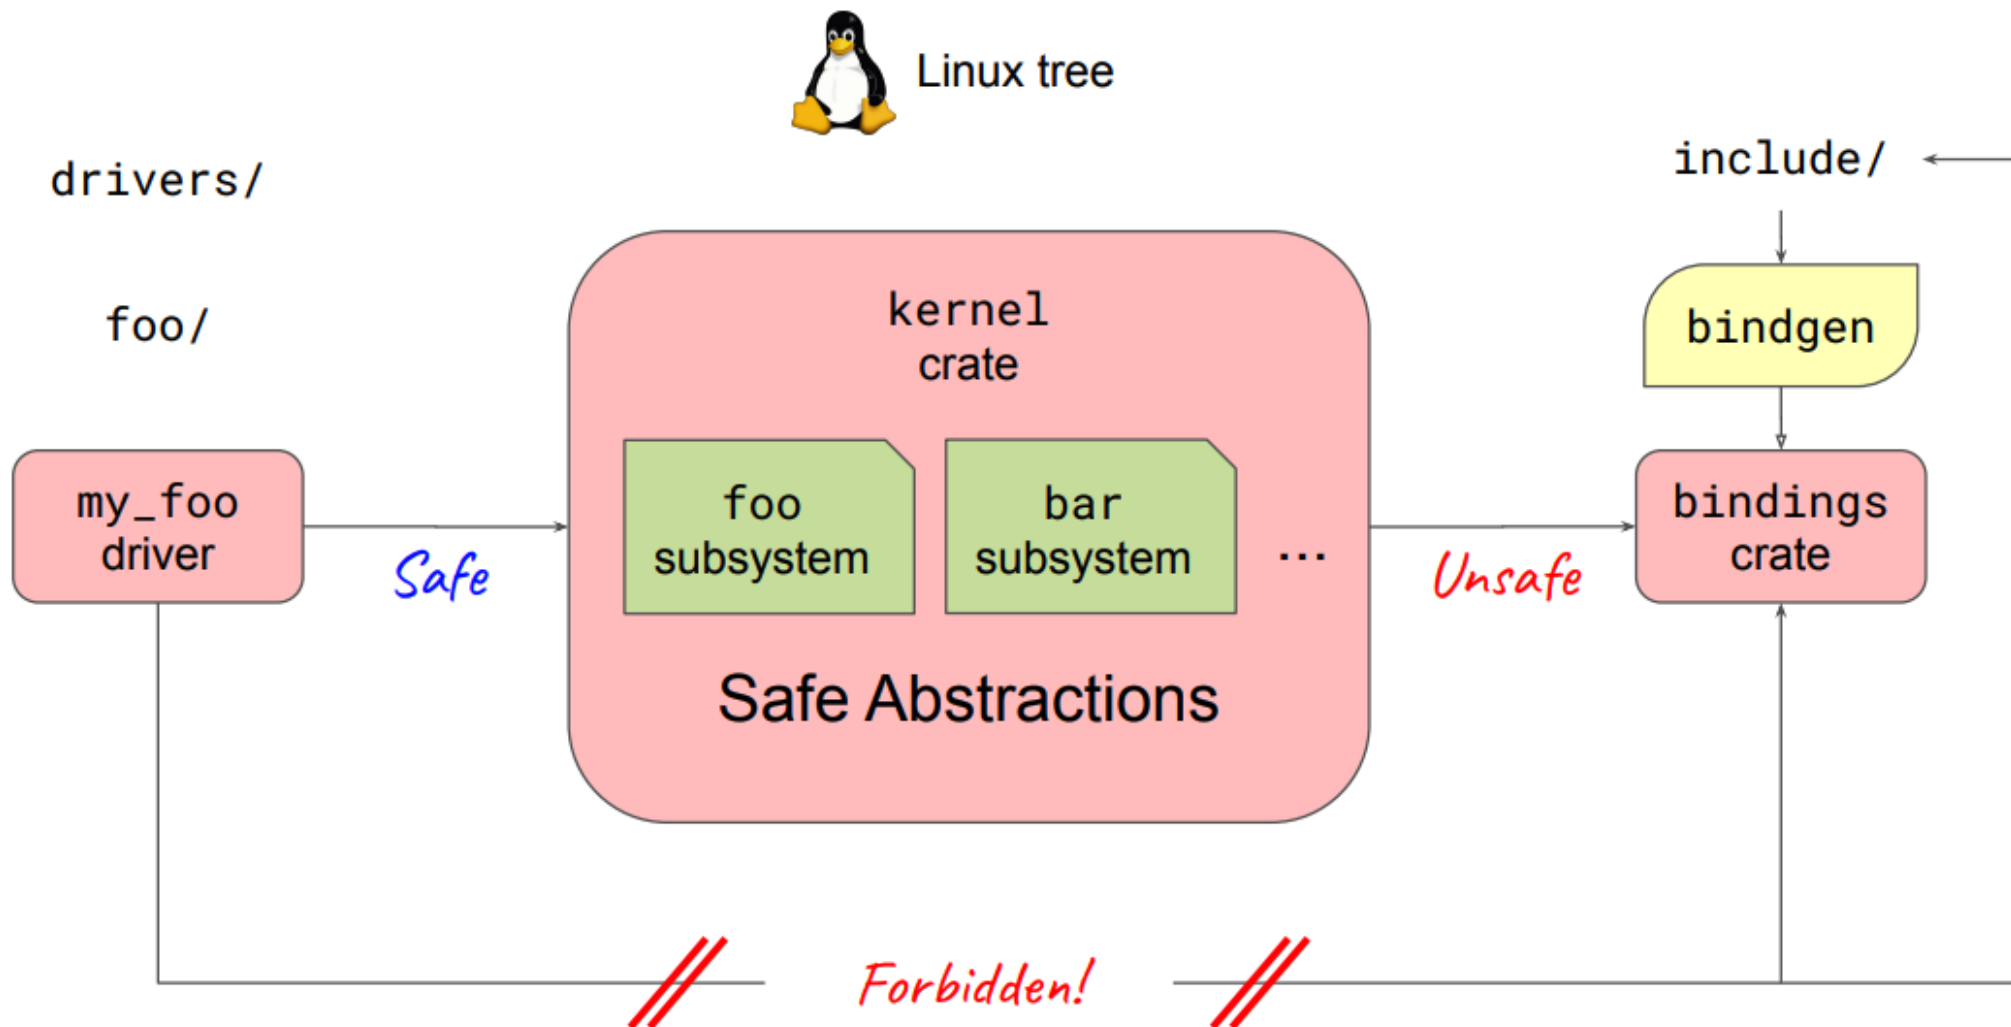 Linux tree
drivers/
include/
foo/
kernel
crate
bindgen
my_foo
driver
Safe
foo
subsystem
bar
subsystem
...
Unsafe
bindings
crate
Safe Abstractions
Forbidden!